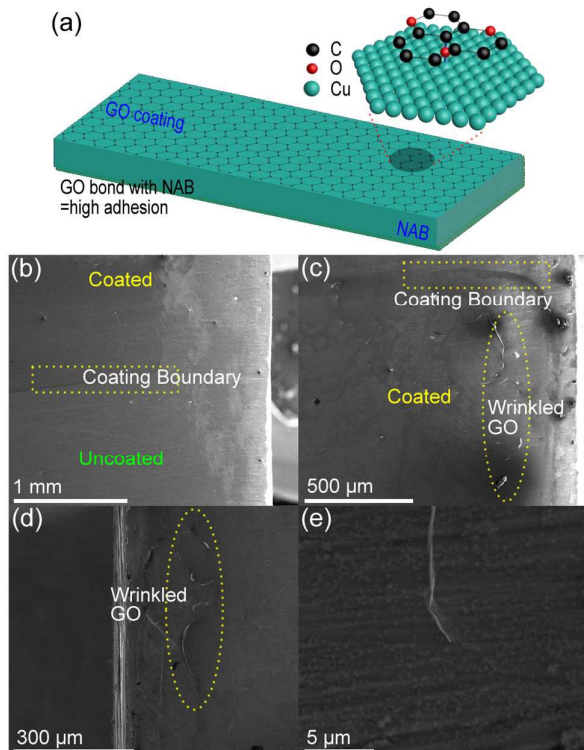 (a)
C
O
Cu
GO coating
GO bond with NAB
=high adhesion
NAB
(b)
Coated
Coating Boundary
Uncoated
1 mm
(c)
Coating Boundary
Coated
Wrinkled
GO
500 µm
(d)
Wrinkled
GO
300 µm
(e)
5 µm